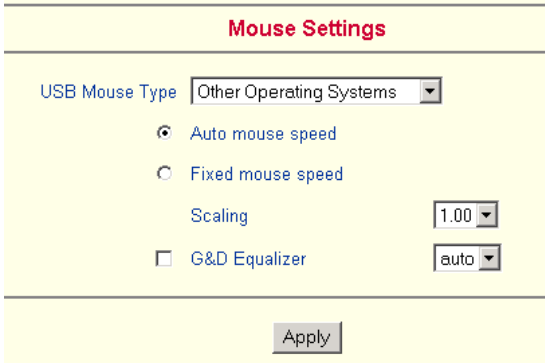 Mouse Settings
USB Mouse Type Other Operating Systems
Auto mouse speed
Fixed mouse speed
Scaling 1.00
G&D Equalizer auto
Apply